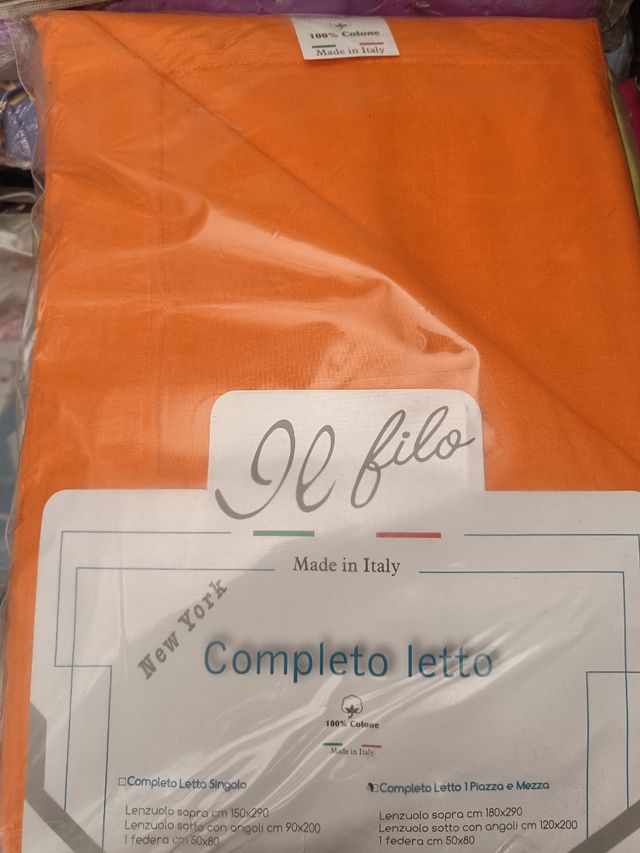 100% Cotone
Made in Italy
Il filo
Made in Italy
New York
Completo letto
100% Cotone
Made in Italy
Completo Letto Singolo
Lenzuolo sopra cm 150x290
Lenzuolo sotto con angoli cm 90x200
1 federa cm 50x80
Completo Letto 1 Piazza e Mezza
Lenzuolo sopra cm 180x290
Lenzuolo sotto con angoli cm 120x200
1 federa cm 50x80